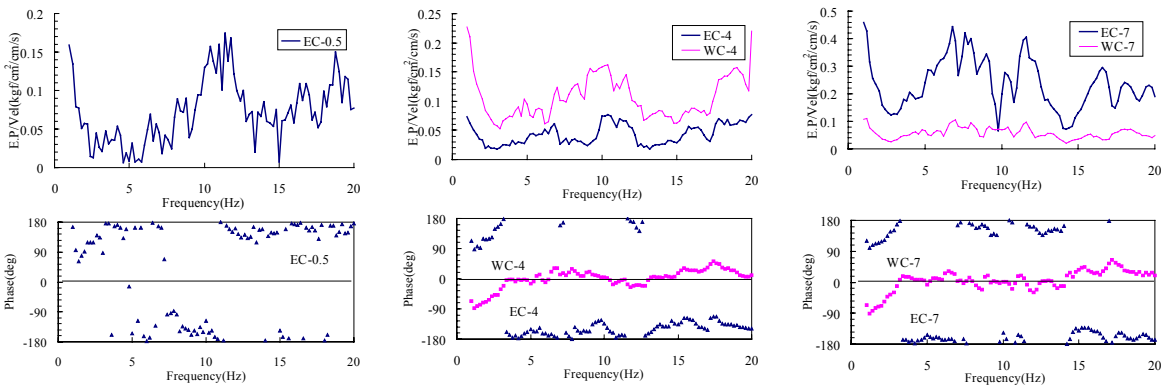 E.P/Vel(kgf/cm²/cm/s)
0.2
0.15
0.1
0.05
0
EC-0.5
0 5 10 15 20
Frequency(Hz)
E.P/Vel(kgf/cm²/cm/s)
0.25
0.2
0.15
0.1
0.05
0
EC-4
WC-4
0 5 10 15 20
Frequency(Hz)
E.P/Vel(kgf/cm²/cm/s)
0.5
0.4
0.3
0.2
0.1
0
EC-7
WC-7
0 5 10 15 20
Frequency(Hz)
Phase(deg)
180
90
0
-90
-180
EC-0.5
0 5 10 15 20
Frequency(Hz)
Phase(deg)
180
90
0
-90
-180
WC-4
EC-4
0 5 10 15 20
Frequency(Hz)
Phase(deg)
180
90
0
-90
-180
WC-7
EC-7
0 5 10 15 20
Frequency(Hz)